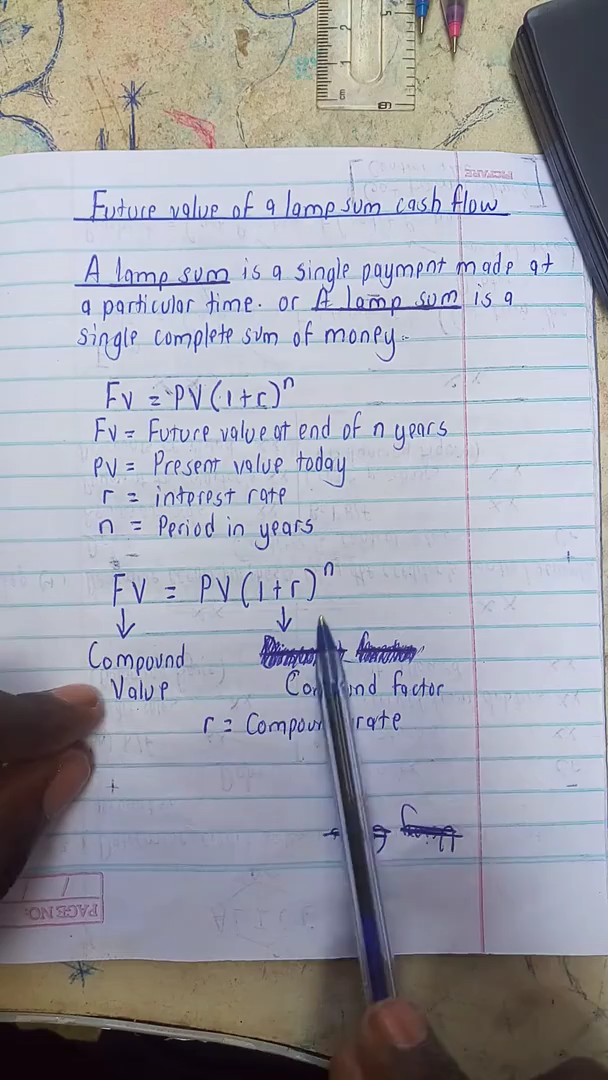 Future value of a lamp sum cash flow
A lamp sum is a single payment made at
a particular time. or A lamp sum is a
single complete sum of money.
FV = PV(1+r)^n
FV = Future value at end of n years
PV = Present value today
r = interest rate
n = Period in years
FV = PV(1+r)^n
↓ ↓
Compound
Value Compound factor
r = Compound rate
PAGE NO: